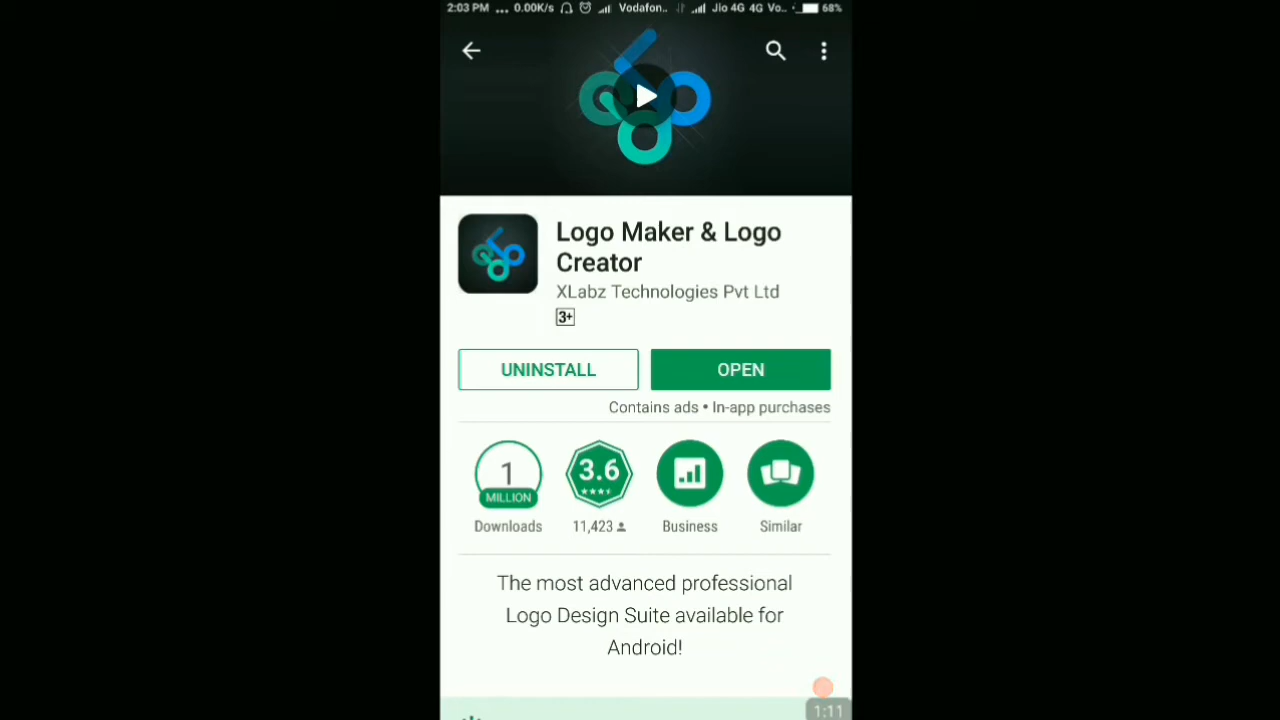 2:03 PM ... 0.00K/s Vodafon.. Jio 4G 4G Vo.. 68%
Logo Maker & Logo
Creator
XLabz Technologies Pvt Ltd
3+
UNINSTALL
OPEN
Contains ads • In-app purchases
1
MILLION
3.6
Downloads
11,423
Business
Similar
The most advanced professional
Logo Design Suite available for
Android!
1:11